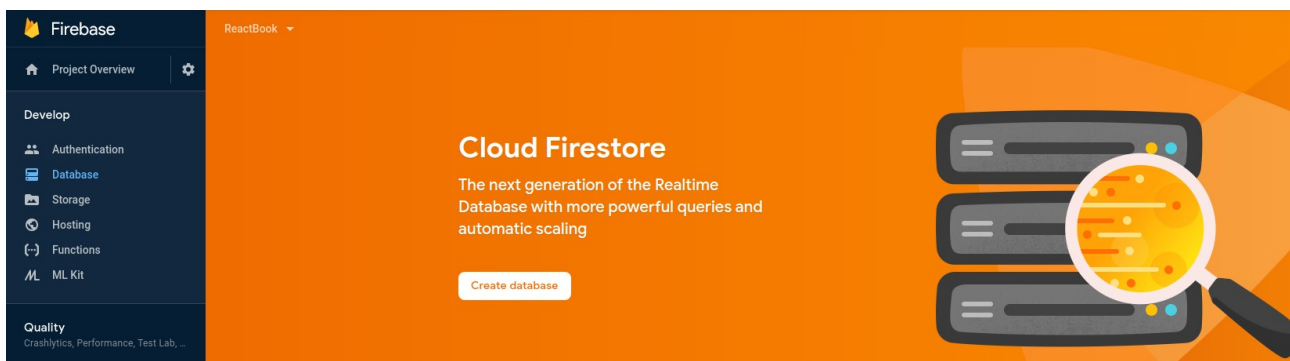 Firebase
ReactBook
Project Overview
Develop
Authentication
Database
Storage
Hosting
Functions
ML Kit
Quality
Crashlytics, Performance, Test Lab, ...
Cloud Firestore
The next generation of the Realtime
Database with more powerful queries and
automatic scaling
Create database